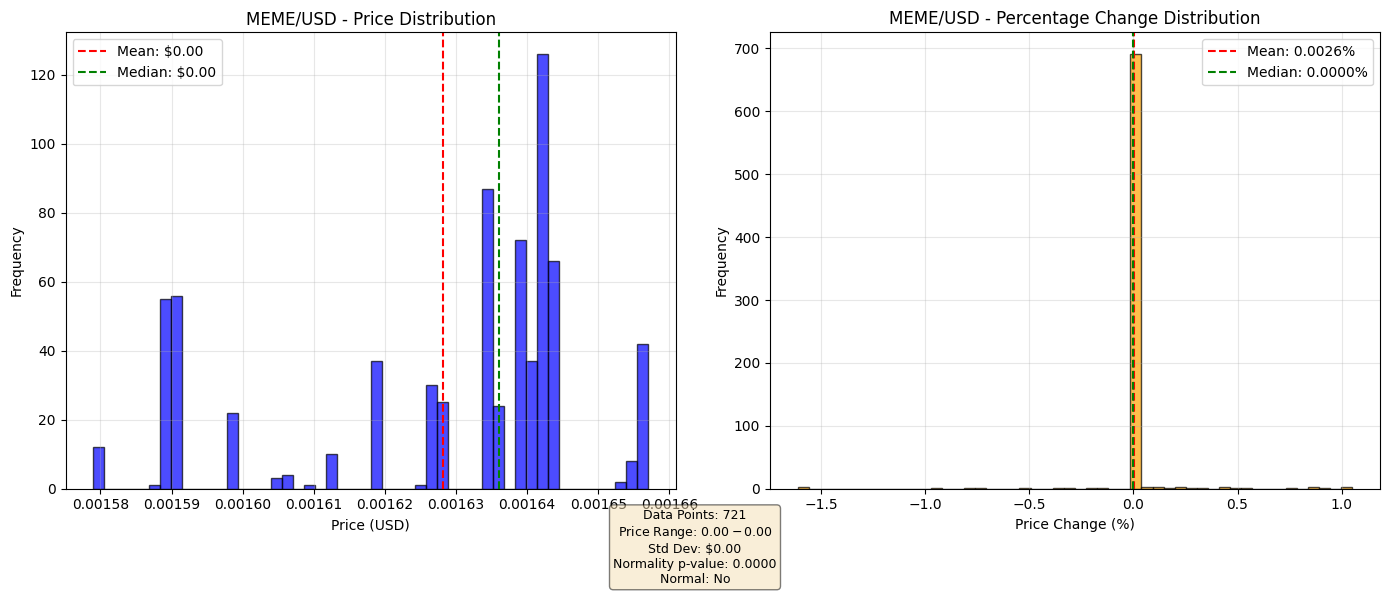 MEME/USD - Price Distribution
Mean: $0.00
Median: $0.00
Frequency
120
100
80
60
40
20
0
0.00158 0.00159 0.00160 0.00161 0.00162 0.00163 0.00164 0.00165 0.00166
Price (USD)
MEME/USD - Percentage Change Distribution
Mean: 0.0026%
Median: 0.0000%
Frequency
700
600
500
400
300
200
100
0
−1.5 −1.0 −0.5 0.0 0.5 1.0
Price Change (%)
Data Points: 721
Price Range: 0.00 − 0.00
Std Dev: $0.00
Normality p-value: 0.0000
Normal: No